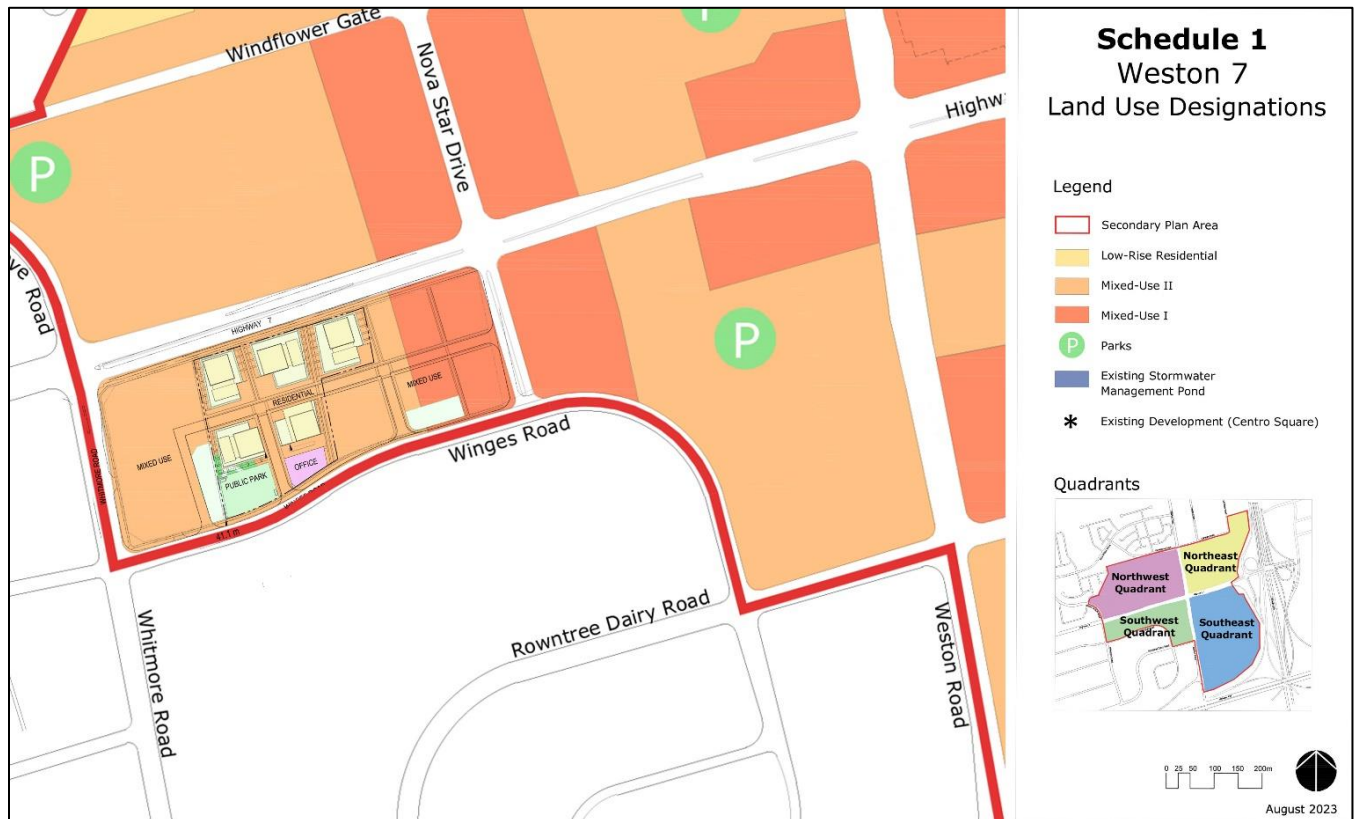 Windflower Gate
Nova Star Drive
Highw
P
P
ve Road
HIGHWAY 7
RESIDENTIAL
MIXED USE
MIXED USE
OFFICE
PUBLIC PARK
WHITMORE ROAD
41.1 m
Winges Road
P
Rowntree Dairy Road
Whitmore Road
Weston Road
Schedule 1
Weston 7
Land Use Designations
Legend
Secondary Plan Area
Low-Rise Residential
Mixed-Use II
Mixed-Use I
P Parks
Existing Stormwater
Management Pond
* Existing Development (Centro Square)
Quadrants
Northwest
Quadrant
Northeast
Quadrant
Southwest
Quadrant
Southeast
Quadrant
0 25 50 100 150 200m
August 2023